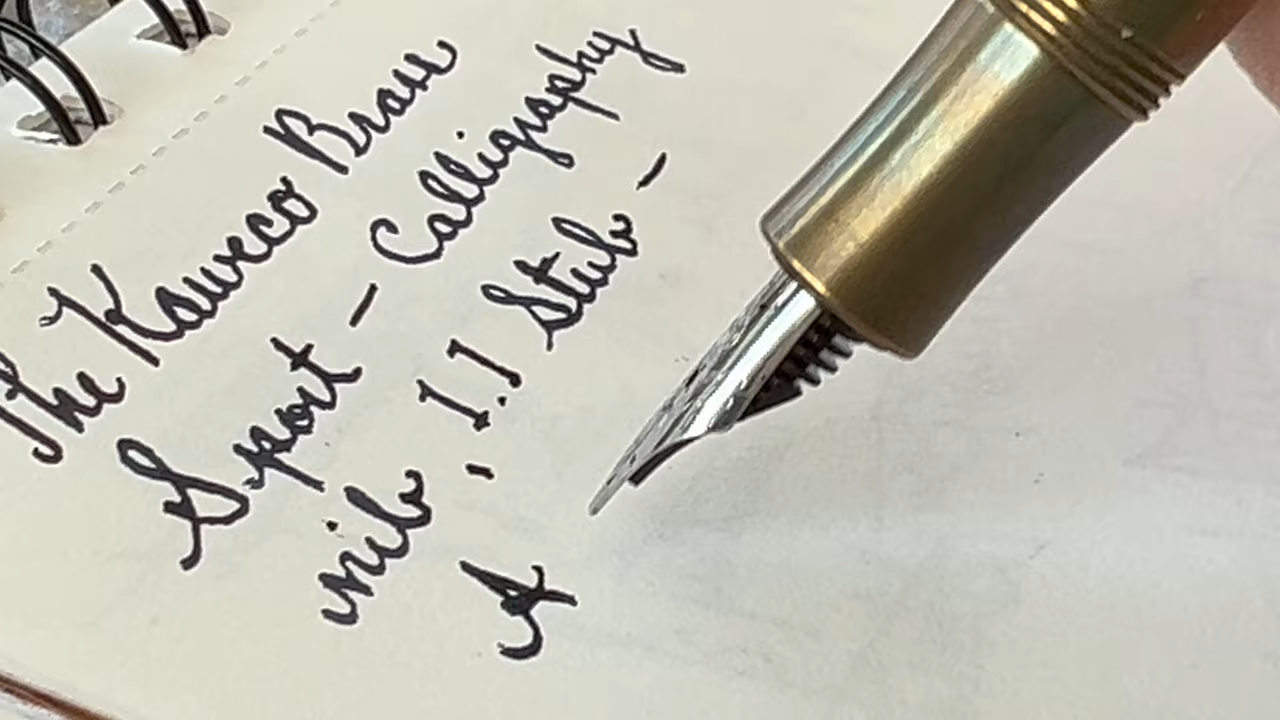 The Kaweco Brass
Sport - Calligraphy
nib, 1.1 Stub -
A